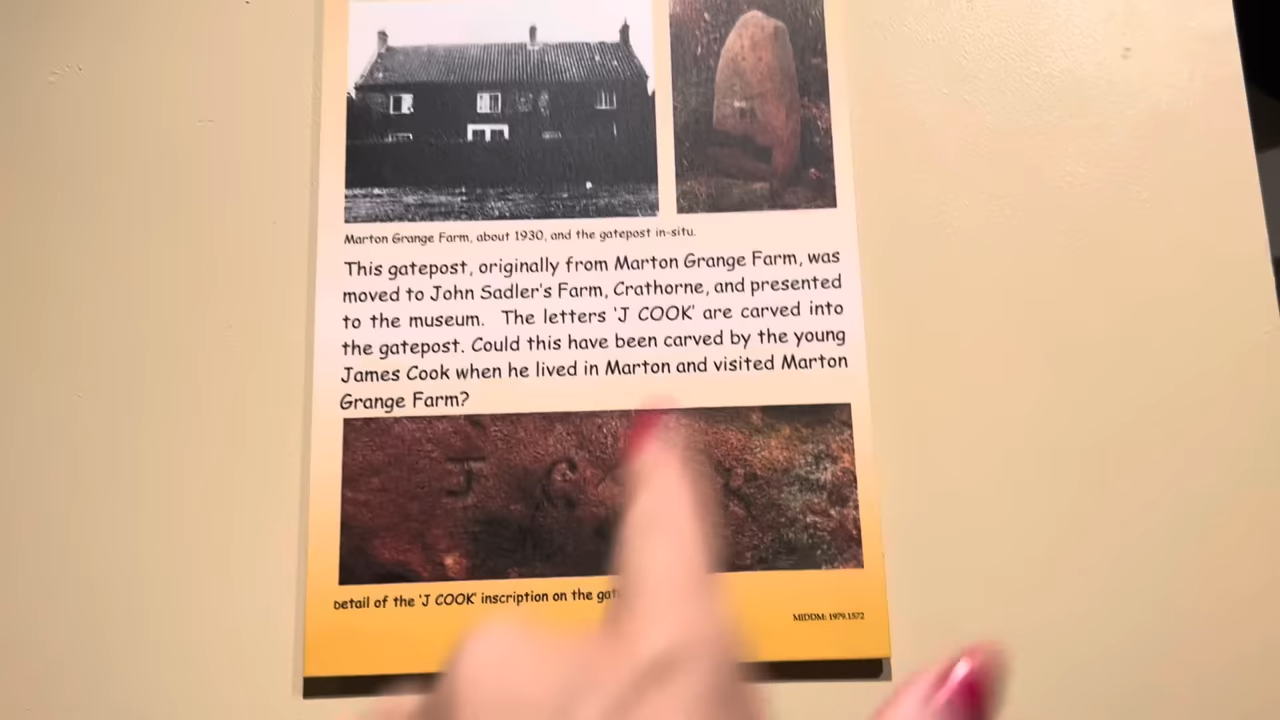 Marton Grange Farm, about 1930, and the gatepost in-situ.
This gatepost, originally from Marton Grange Farm, was
moved to John Sadler's Farm, Crathorne, and presented
to the museum. The letters 'J COOK' are carved into
the gatepost. Could this have been carved by the young
James Cook when he lived in Marton and visited Marton
Grange Farm?
J C
Detail of the 'J COOK' inscription on the
MIDDM: 1979.1572